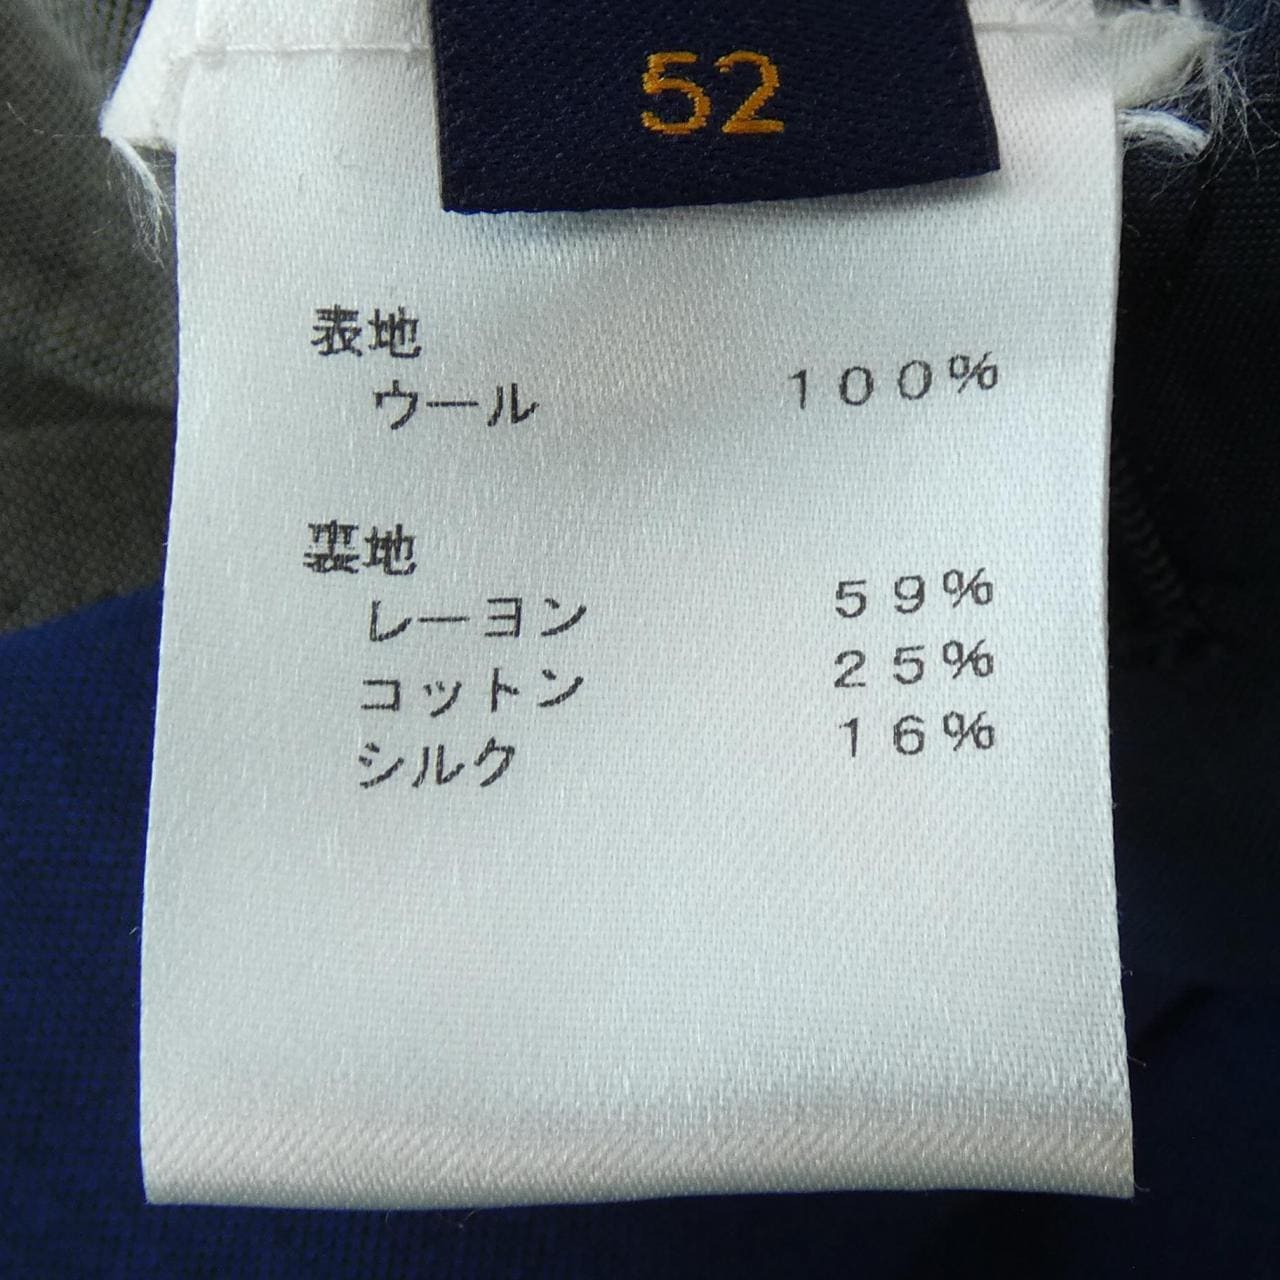 52
表地
ウール 100%
裏地
レーヨン 59%
コットン 25%
シルク 16%